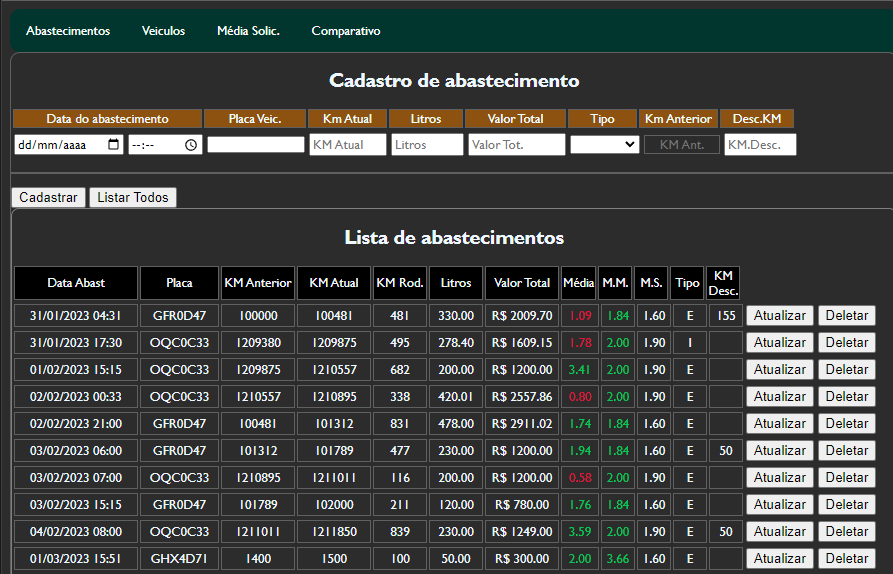 Abastecimentos Veiculos Média Solic. Comparativo
Cadastro de abastecimento
Data do abastecimento Placa Veic. Km Atual Litros Valor Total Tipo Km Anterior Desc.KM
dd/mm/aaaa --:-- KM Atual Litros Valor Tot. KM Ant. KM.Desc.
Cadastrar Listar Todos
Lista de abastecimentos
Data Abast Placa KM Anterior KM Atual KM Rod. Litros Valor Total Média M.M. M.S. Tipo KM Desc.
31/01/2023 04:31 GFR0D47 100000 100481 481 330.00 R$ 2009.70 1.09 1.84 1.60 E 155 Atualizar Deletar
31/01/2023 17:30 OQC0C33 1209380 1209875 495 278.40 R$ 1609.15 1.78 2.00 1.90 I Atualizar Deletar
01/02/2023 15:15 OQC0C33 1209875 1210557 682 200.00 R$ 1200.00 3.41 2.00 1.90 E Atualizar Deletar
02/02/2023 00:33 OQC0C33 1210557 1210895 338 420.01 R$ 2557.86 0.80 2.00 1.90 E Atualizar Deletar
02/02/2023 21:00 GFR0D47 100481 101312 831 478.00 R$ 2911.02 1.74 1.84 1.60 E Atualizar Deletar
03/02/2023 06:00 GFR0D47 101312 101789 477 230.00 R$ 1200.00 1.94 1.84 1.60 E 50 Atualizar Deletar
03/02/2023 07:00 OQC0C33 1210895 1211011 116 200.00 R$ 1200.00 0.58 2.00 1.90 E Atualizar Deletar
03/02/2023 15:15 GFR0D47 101789 102000 211 120.00 R$ 780.00 1.76 1.84 1.60 E Atualizar Deletar
04/02/2023 08:00 OQC0C33 1211011 1211850 839 230.00 R$ 1249.00 3.59 2.00 1.90 E 50 Atualizar Deletar
01/03/2023 15:51 GHX4D71 1400 1500 100 50.00 R$ 300.00 2.00 3.66 1.60 E Atualizar Deletar